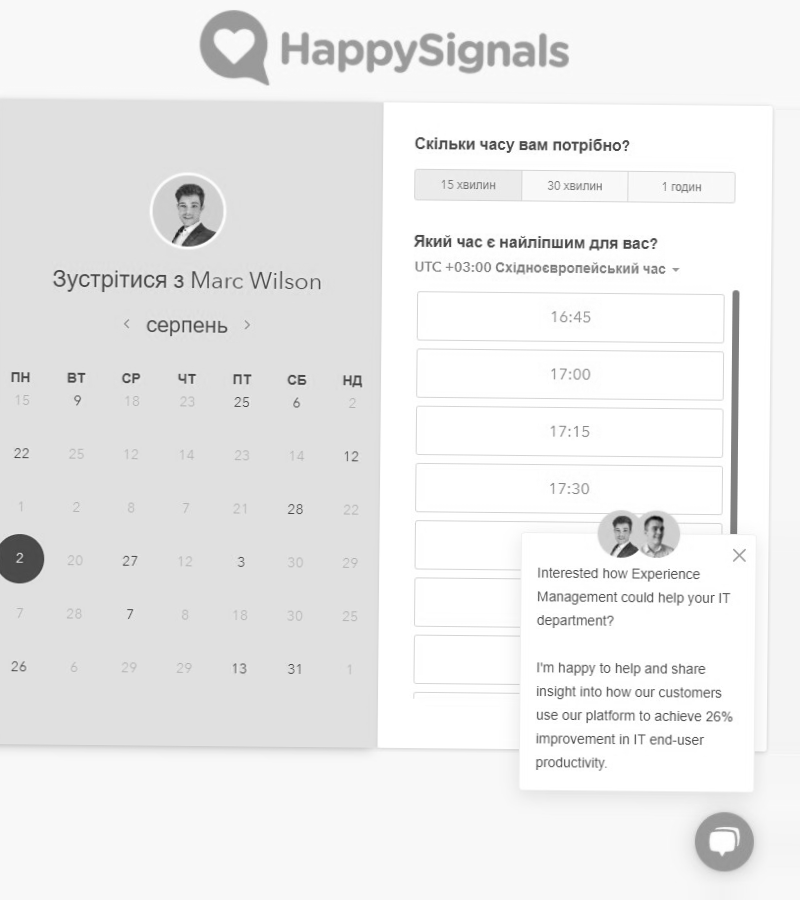 HappySignals
Зустрітися з Marc Wilson
серпень
ПН ВТ СР ЧТ ПТ СБ НД
15 9 18 23 25 6 2
22 25 12 14 23 14 12
1 2 8 7 21 28 22
2 20 27 12 3 30 29
7 28 7 8 18 30 25
26 6 29 29 13 31 1
Скільки часу вам потрібно?
15 хвилин 30 хвилин 1 годин
Який час є найліпшим для вас?
UTC +03:00 Східноєвропейський час
16:45
17:00
17:15
17:30
Interested how Experience
Management could help your IT
department?
I'm happy to help and share
insight into how our customers
use our platform to achieve 26%
improvement in IT end-user
productivity.